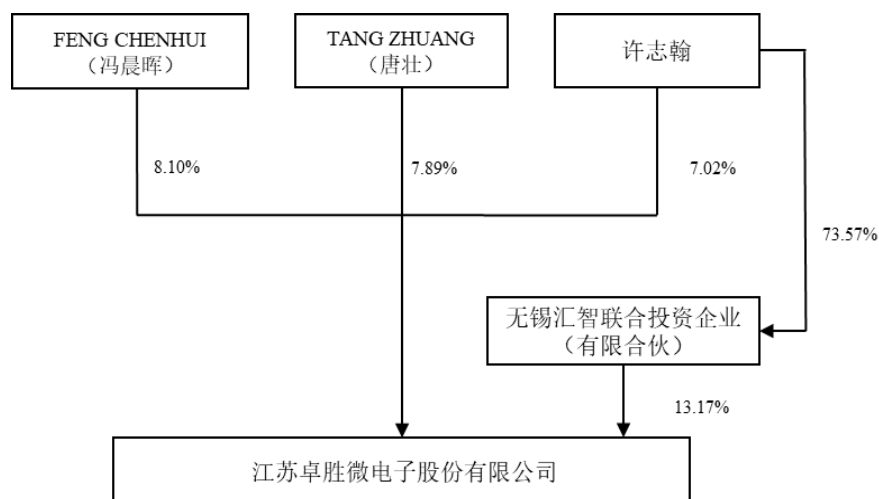 FENG CHENHUI
（冯晨晖）
TANG ZHUANG
（唐壮）
许志翰
8.10%
7.89%
7.02%
73.57%
无锡汇智联合投资企业
（有限合伙）
13.17%
江苏卓胜微电子股份有限公司